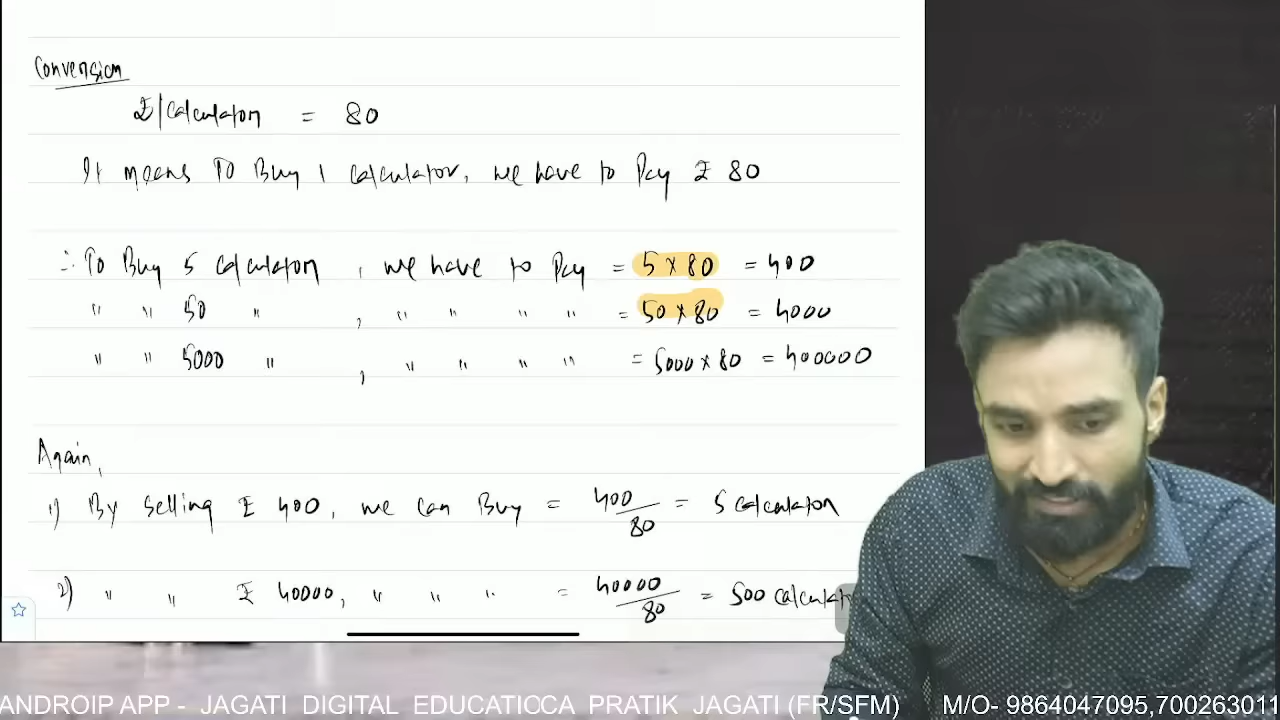 Conversion
₹/calculator = 80
It means To Buy 1 calculator, we have to Pay ₹ 80
∴ To Buy 5 calculator, we have to Pay = 5 × 80 = 400
" " 50 " , " " " " = 50 × 80 = 4000
" " 5000 " , " " " " = 5000 × 80 = 400000
Again,
1) By selling ₹ 400, we can Buy = 400/80 = 5 calculator
2) " " ₹ 40000, " " " = 40000/80 = 500 calculator
ANDROIP APP - JAGATI DIGITAL EDUCATICCA PRATIK JAGATI (FR/SFM) M/O- 9864047095,700263011